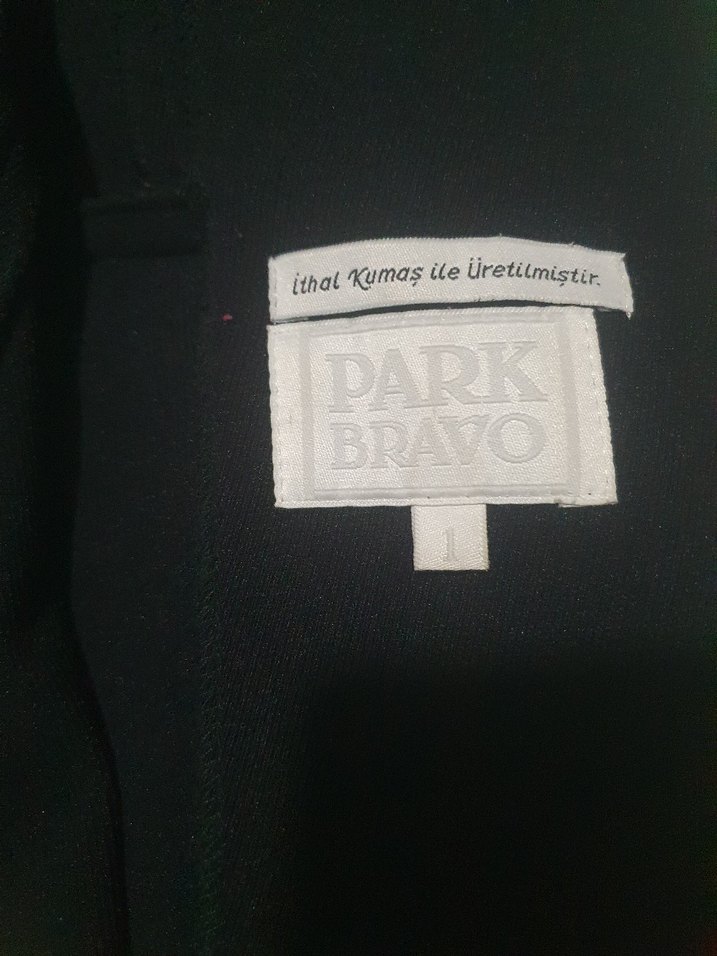 İthal Kumaş ile Üretilmiştir.
PARK
BRAVO
1